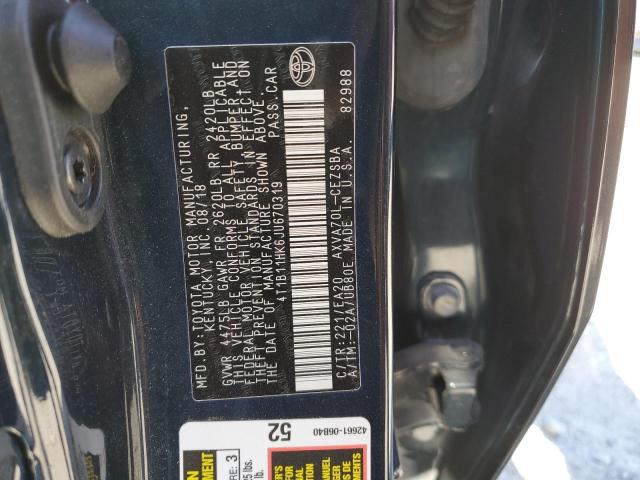 MFD.BY:TOYOTA MOTOR MANUFACTURING,
KENTUCKY,INC. 08/18
GVWR 4475LB GAWR FR 2620LB RR 2420LB
THIS VEHICLE CONFORMS TO ALL APPLICABLE
FEDERAL MOTOR VEHICLE SAFETY, BUMPER, AND
THEFT PREVENTION STANDARDS IN EFFECT ON
THE DATE OF MANUFACTURE SHOWN ABOVE.
4T1B11HK6JU670319 PASS.CAR
C/TR:221/EA20 AXVA70L-CEZSBA
A/TM:-02A/UB80E MADE IN U.S.A. 82988
52 42661-06B40